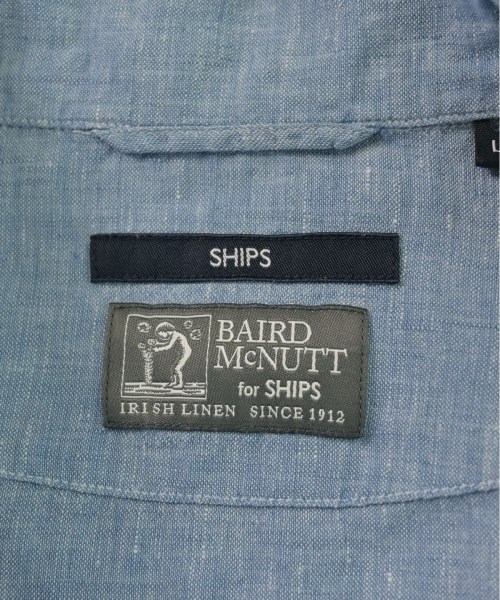 L
SHIPS
BAIRD
McNUTT
for SHIPS
IRISH LINEN SINCE 1912